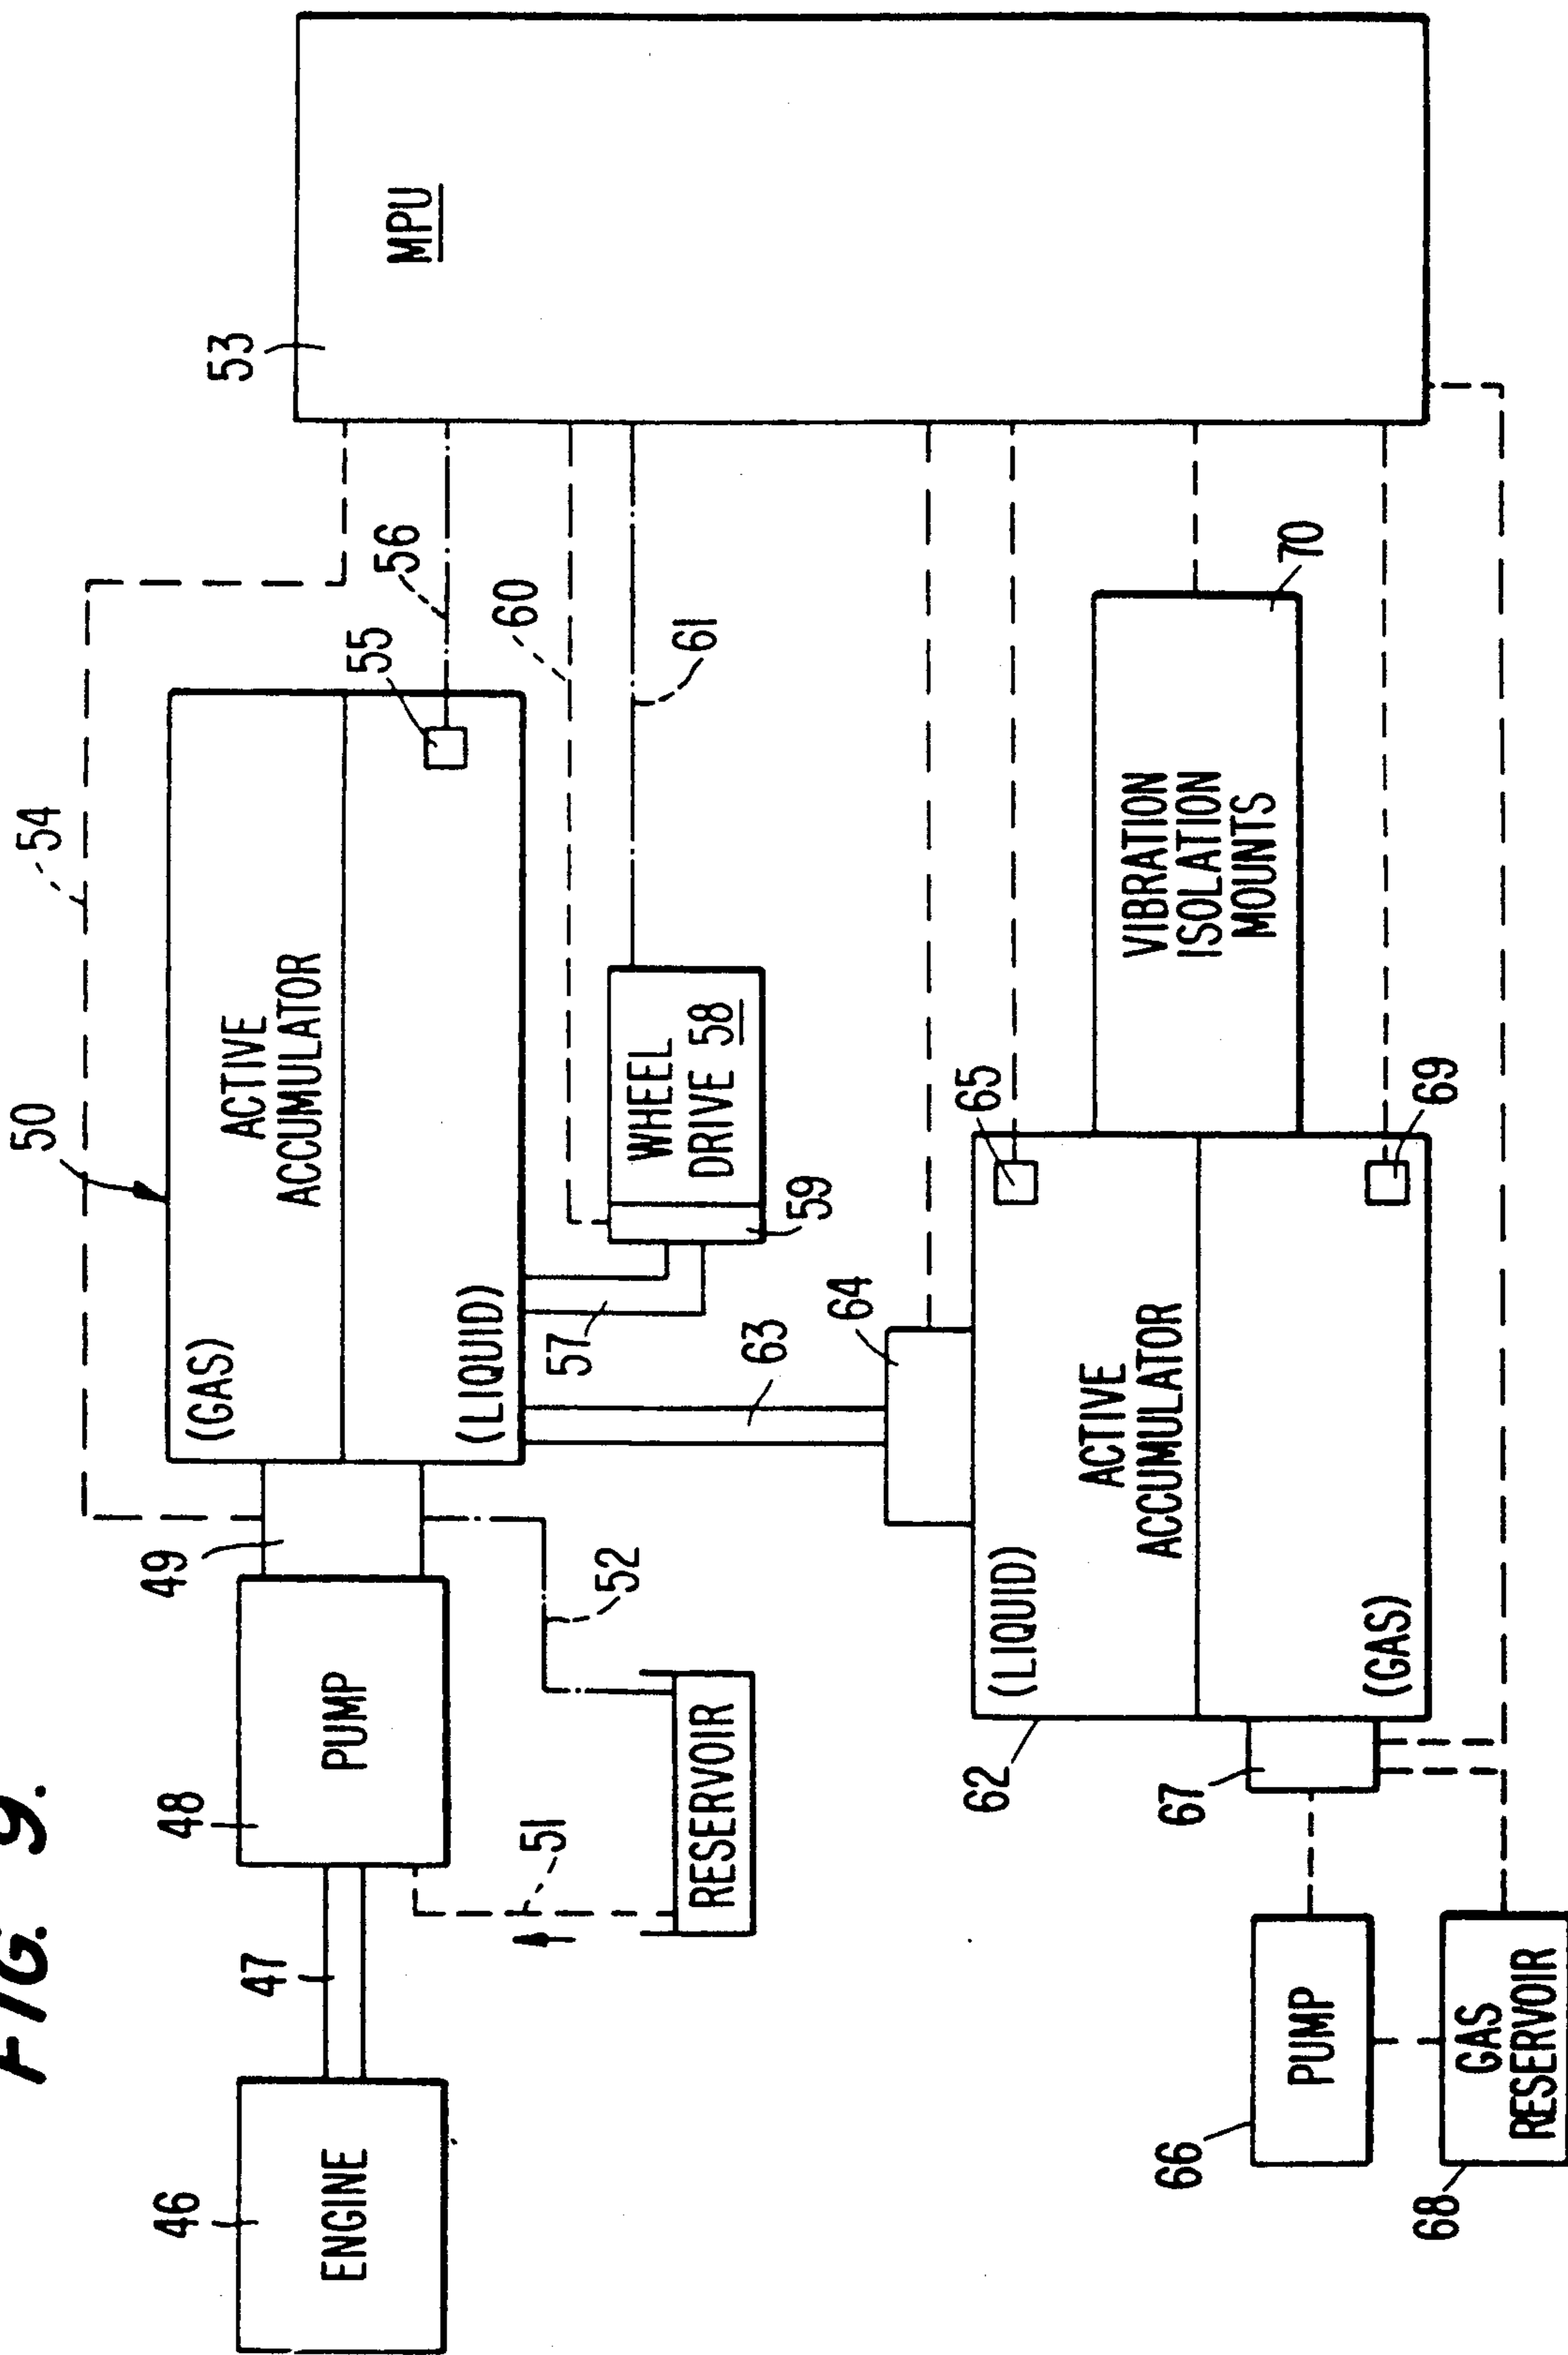 FIG. 9.
50
54
53
MPU
ACTIVE
ACCUMULATOR
(GAS)
(LIQUID)
55
56
60
61
46
ENGINE
47
48
PUMP
49
51
52
RESERVOIR
57
WHEEL
DRIVE 58
59
63
64
65
62
(LIQUID)
ACTIVE
ACCUMULATOR
(GAS)
VIBRATION
ISOLATION
MOUNTS
70
69
67
66
PUMP
68
GAS
RESERVOIR